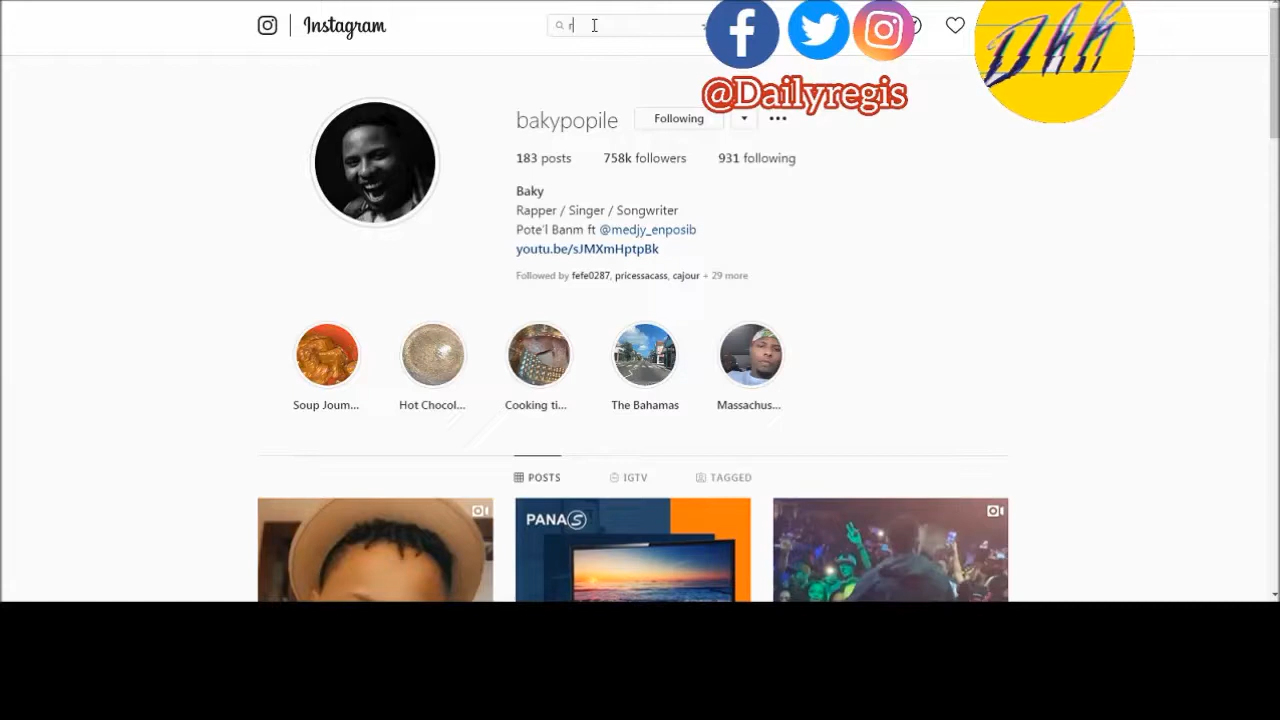 Instagram
r
@Dailyregis
Dhh
bakypopile Following
183 posts 758k followers 931 following
Baky
Rapper / Singer / Songwriter
Pote'l Banm ft @medjy_enposib
youtu.be/sJMXmHptpBk
Followed by fefe0287, pricessacass, cajour + 29 more
Soup Joum... Hot Chocol... Cooking ti... The Bahamas Massachus...
POSTS IGTV TAGGED
PANA S